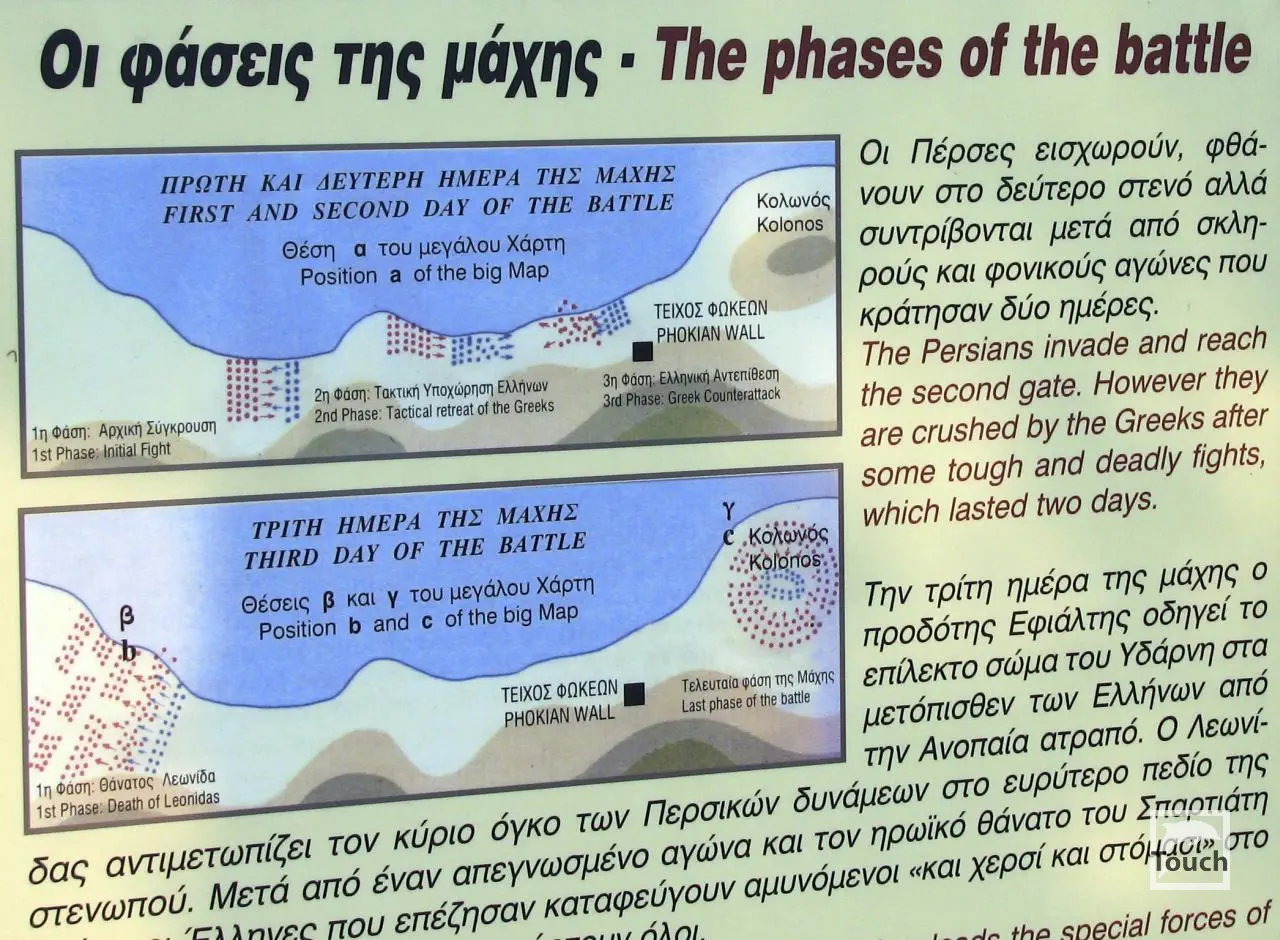 Οι φάσεις της μάχης · The phases of the battle
ΠΡΩΤΗ ΚΑΙ ΔΕΥΤΕΡΗ ΗΜΕΡΑ ΤΗΣ ΜΑΧΗΣ
FIRST AND SECOND DAY OF THE BATTLE
Θέση α του μεγάλου Χάρτη
Position a of the big Map
Κολωνός
Kolonos
ΤΕΙΧΟΣ ΦΩΚΕΩΝ
PHOKIAN WALL
1η Φάση: Αρχική Σύγκρουση
1st Phase: Initial Fight
2η Φάση: Τακτική Υποχώρηση Ελλήνων
2nd Phase: Tactical retreat of the Greeks
3η Φάση: Ελληνική Αντεπίθεση
3rd Phase: Greek Counterattack
Οι Πέρσες εισχωρούν, φθά-
νουν στο δεύτερο στενό αλλά
συντρίβονται μετά από σκλη-
ρούς και φονικούς αγώνες που
κράτησαν δύο ημέρες.
The Persians invade and reach
the second gate. However they
are crushed by the Greeks after
some tough and deadly fights,
which lasted two days.
ΤΡΙΤΗ ΗΜΕΡΑ ΤΗΣ ΜΑΧΗΣ
THIRD DAY OF THE BATTLE
Θέσεις β και γ του μεγάλου Χάρτη
Position b and c of the big Map
β
b
γ
c Κολωνός
Kolonos
ΤΕΙΧΟΣ ΦΩΚΕΩΝ
PHOKIAN WALL
Τελευταία φάση της Μάχης
Last phase of the battle
1η Φάση: Θάνατος Λεωνίδα
1st Phase: Death of Leonidas
Την τρίτη ημέρα της μάχης ο
προδότης Εφιάλτης οδηγεί το
επίλεκτο σώμα του Υδάρνη στα
μετόπισθεν των Ελλήνων από
την Ανοπαία ατραπό. Ο Λεωνί-
δας αντιμετωπίζει τον κύριο όγκο των Περσικών δυνάμεων στο ευρύτερο πεδίο της
στενωπού. Μετά από έναν απεγνωσμένο αγώνα και τον ηρωϊκό θάνατο του Σπαρτιάτη
Έλληνες που επέζησαν καταφεύγουν αμυνόμενοι «και χερσί και στόμασι» στο
όλοι.
leads the special forces of
Touch